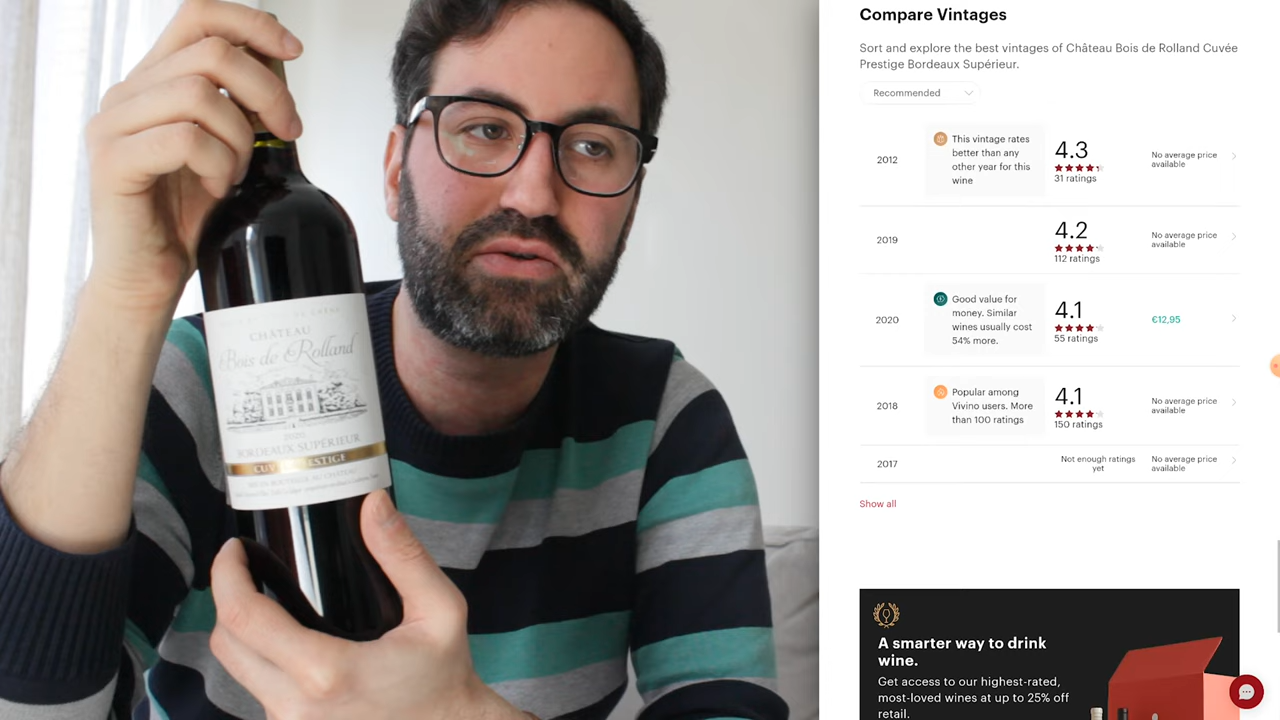 CHÂTEAU
Bois de Rolland
2020
BORDEAUX SUPÉRIEUR
CUVÉE PRESTIGE
Compare Vintages
Sort and explore the best vintages of Château Bois de Rolland Cuvée
Prestige Bordeaux Supérieur.
Recommended
2012
This vintage rates
better than any
other year for this
wine
4.3
31 ratings
No average price
available
2019
4.2
112 ratings
No average price
available
2020
Good value for
money. Similar
wines usually cost
54% more.
4.1
55 ratings
€12,95
2018
Popular among
Vivino users. More
than 100 ratings
4.1
150 ratings
No average price
available
2017
Not enough ratings
yet
No average price
available
Show all
A smarter way to drink
wine.
Get access to our highest-rated,
most-loved wines at up to 25% off
retail.